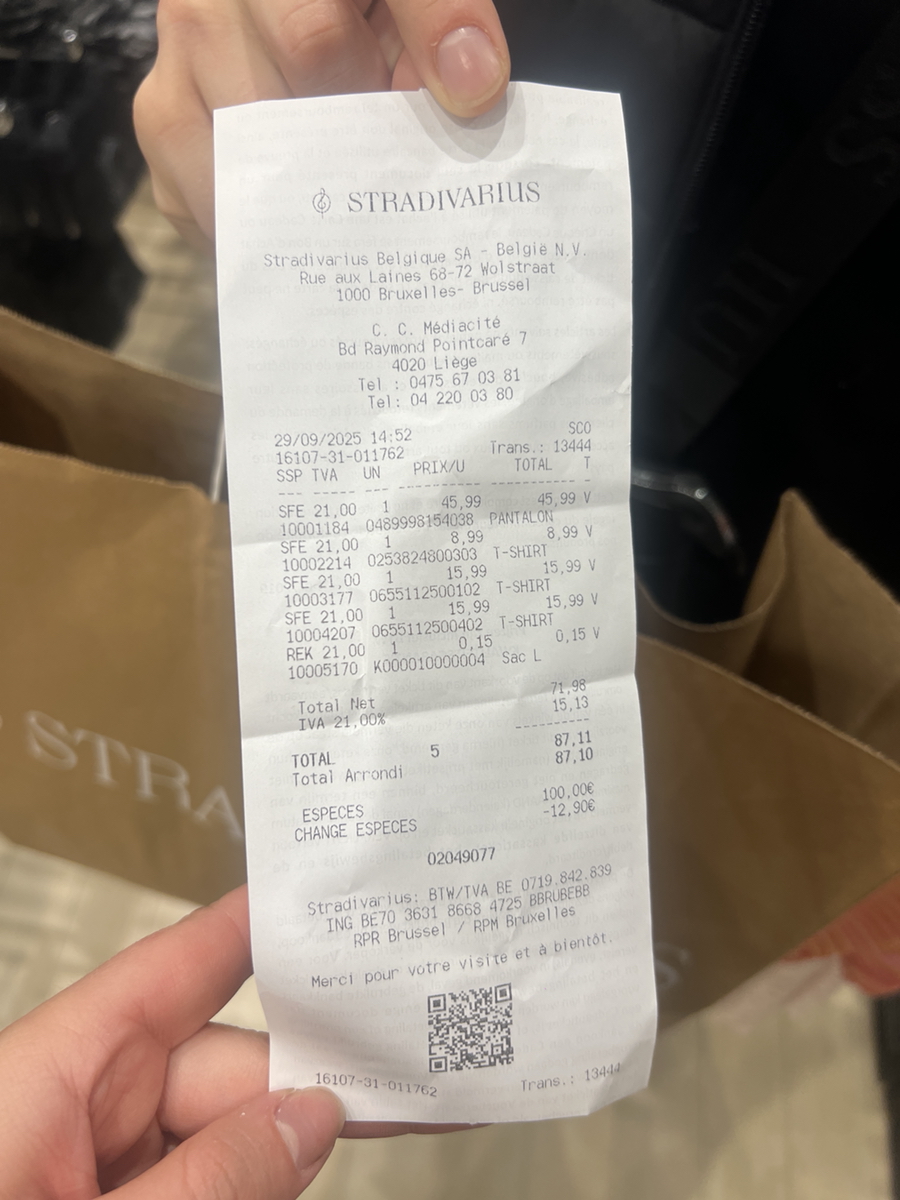 STRADIVARIUS
Stradivarius Belgique SA - België N.V.
Rue aux Laines 68-72 Wolstraat
1000 Bruxelles- Brussel
C. C. Médiacité
Bd Raymond Pointcaré 7
4020 Liège
Tel : 0475 67 03 81
Tel: 04 220 03 80
29/09/2025 14:52 SCO
16107-31-011762 Trans.: 13444
SSP TVA UN PRIX/U TOTAL T
--- ----- --- ---------- ----------- -
SFE 21,00 1 45,99 45,99 V
10001184 0489998154038 PANTALON
SFE 21,00 1 8,99 8,99 V
10002214 0253824800303 T-SHIRT
SFE 21,00 1 15,99 15,99 V
10003177 0655112500102 T-SHIRT
SFE 21,00 1 15,99 15,99 V
10004207 0655112500402 T-SHIRT
REK 21,00 1 0,15 0,15 V
10005170 K000010000004 Sac L
Total Net 71,98
IVA 21,00% 15,13
----------
TOTAL 5 87,11
Total Arrondi 87,10
ESPECES 100,00€
CHANGE ESPECES -12,90€
02049077
Stradivarius: BTW/TVA BE 0719.842.839
ING BE70 3631 8668 4725 BBRUBEBB
RPR Brussel / RPM Bruxelles
Merci pour votre visite et à bientôt.
16107-31-011762 Trans.: 13444
STRA
S